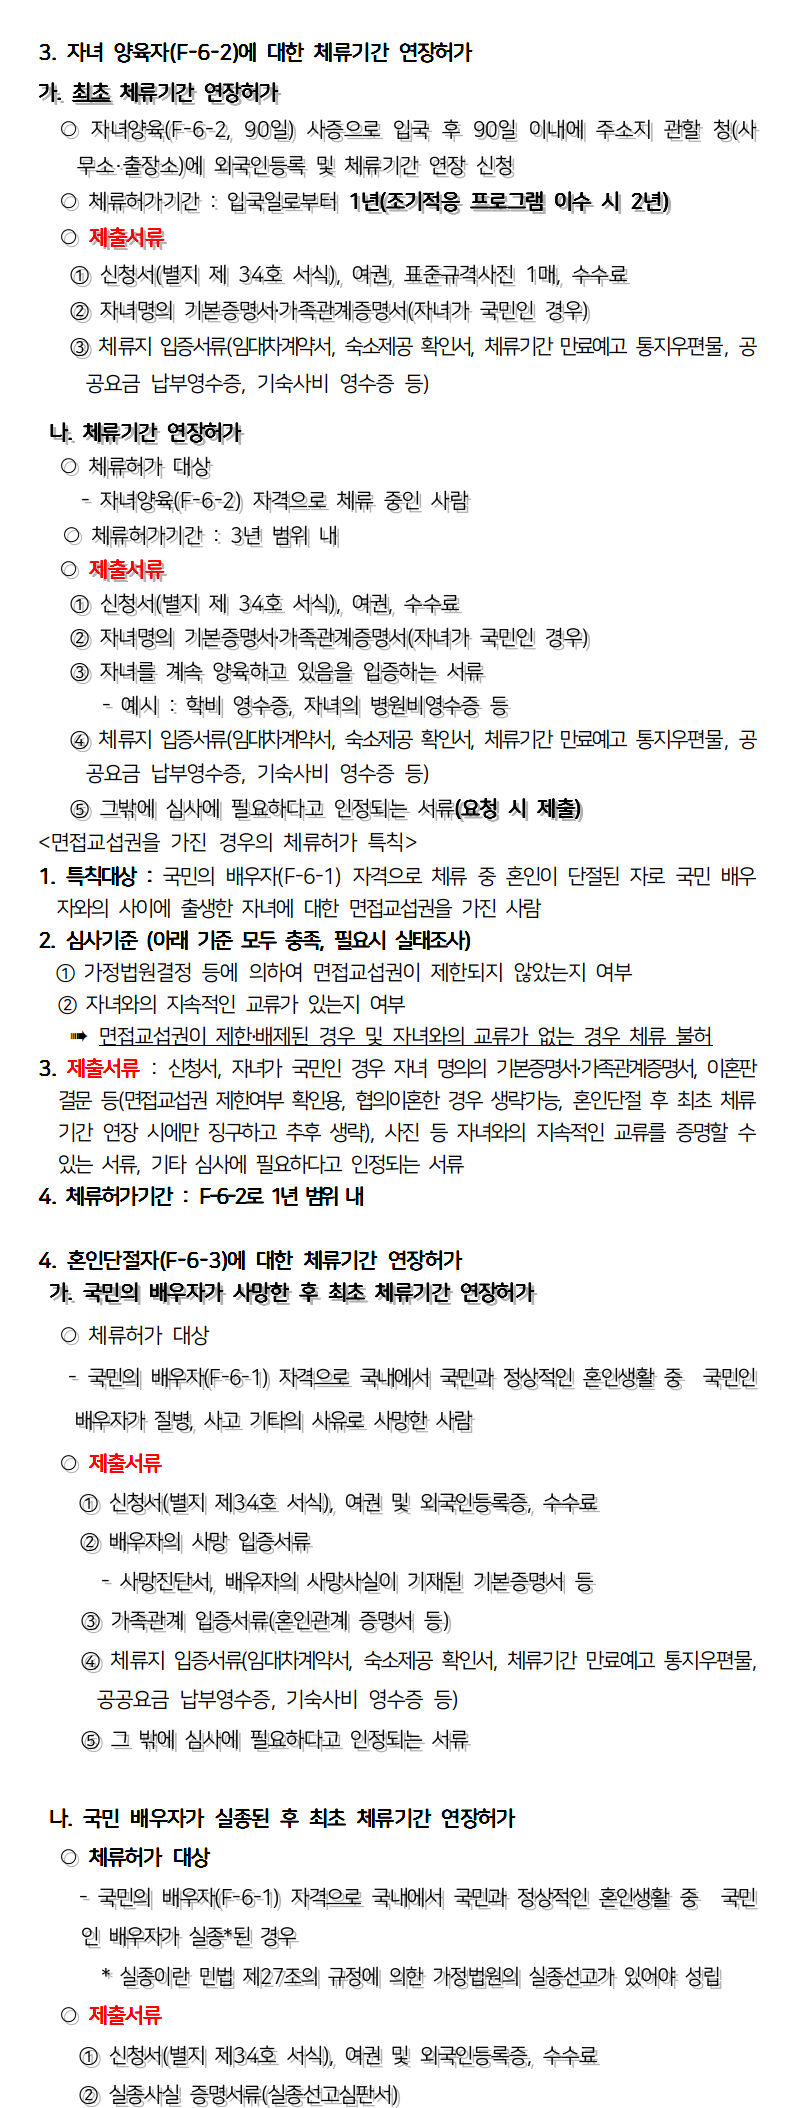 3. 자녀 양육자(F-6-2)에 대한 체류기간 연장허가
가. 최초 체류기간 연장허가
○ 자녀양육(F-6-2, 90일) 사증으로 입국 후 90일 이내에 주소지 관할 청(사
무소·출장소)에 외국인등록 및 체류기간 연장 신청
○ 체류허가기간 : 입국일로부터 1년(조기적응 프로그램 이수 시 2년)
○ 제출서류
① 신청서(별지 제 34호 서식), 여권, 표준규격사진 1매, 수수료
② 자녀명의 기본증명서·가족관계증명서(자녀가 국민인 경우)
③ 체류지 입증서류(임대차계약서, 숙소제공 확인서, 체류기간 만료예고 통지우편물, 공
공요금 납부영수증, 기숙사비 영수증 등)
나. 체류기간 연장허가
○ 체류허가 대상
- 자녀양육(F-6-2) 자격으로 체류 중인 사람
○ 체류허가기간 : 3년 범위 내
○ 제출서류
① 신청서(별지 제 34호 서식), 여권, 수수료
② 자녀명의 기본증명서·가족관계증명서(자녀가 국민인 경우)
③ 자녀를 계속 양육하고 있음을 입증하는 서류
- 예시 : 학비 영수증, 자녀의 병원비영수증 등
④ 체류지 입증서류(임대차계약서, 숙소제공 확인서, 체류기간 만료예고 통지우편물, 공
공요금 납부영수증, 기숙사비 영수증 등)
⑤ 그밖에 심사에 필요하다고 인정되는 서류(요청 시 제출)
<면접교섭권을 가진 경우의 체류허가 특칙>
1. 특칙대상 : 국민의 배우자(F-6-1) 자격으로 체류 중 혼인이 단절된 자로 국민 배우
자와의 사이에 출생한 자녀에 대한 면접교섭권을 가진 사람
2. 심사기준 (아래 기준 모두 충족, 필요시 실태조사)
① 가정법원결정 등에 의하여 면접교섭권이 제한되지 않았는지 여부
② 자녀와의 지속적인 교류가 있는지 여부
➠ 면접교섭권이 제한·배제된 경우 및 자녀와의 교류가 없는 경우 체류 불허
3. 제출서류 : 신청서, 자녀가 국민인 경우 자녀 명의의 기본증명서·가족관계증명서, 이혼판
결문 등(면접교섭권 제한여부 확인용, 협의이혼한 경우 생략가능, 혼인단절 후 최초 체류
기간 연장 시에만 징구하고 추후 생략), 사진 등 자녀와의 지속적인 교류를 증명할 수
있는 서류, 기타 심사에 필요하다고 인정되는 서류
4. 체류허가기간 : F-6-2로 1년 범위 내
4. 혼인단절자(F-6-3)에 대한 체류기간 연장허가
가. 국민의 배우자가 사망한 후 최초 체류기간 연장허가
○ 체류허가 대상
- 국민의 배우자(F-6-1) 자격으로 국내에서 국민과 정상적인 혼인생활 중 국민인
배우자가 질병, 사고 기타의 사유로 사망한 사람
○ 제출서류
① 신청서(별지 제34호 서식), 여권 및 외국인등록증, 수수료
② 배우자의 사망 입증서류
- 사망진단서, 배우자의 사망사실이 기재된 기본증명서 등
③ 가족관계 입증서류(혼인관계 증명서 등)
④ 체류지 입증서류(임대차계약서, 숙소제공 확인서, 체류기간 만료예고 통지우편물,
공공요금 납부영수증, 기숙사비 영수증 등)
⑤ 그 밖에 심사에 필요하다고 인정되는 서류
나. 국민 배우자가 실종된 후 최초 체류기간 연장허가
○ 체류허가 대상
- 국민의 배우자(F-6-1) 자격으로 국내에서 국민과 정상적인 혼인생활 중 국민
인 배우자가 실종*된 경우
* 실종이란 민법 제27조의 규정에 의한 가정법원의 실종선고가 있어야 성립
○ 제출서류
① 신청서(별지 제34호 서식), 여권 및 외국인등록증, 수수료
② 실종사실 증명서류(실종선고심판서)